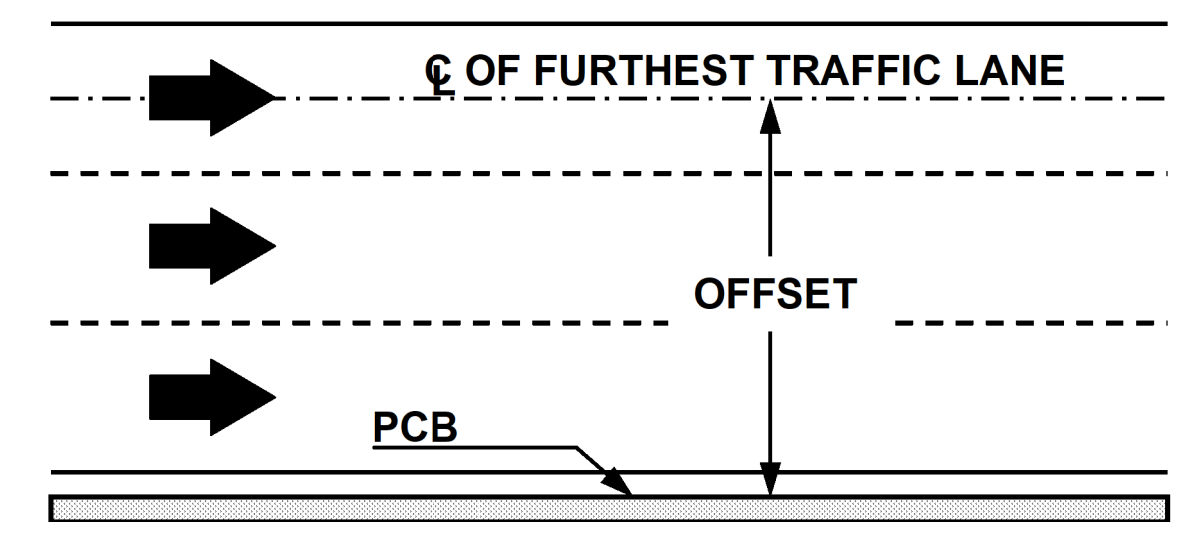 ℄ OF FURTHEST TRAFFIC LANE
OFFSET
PCB